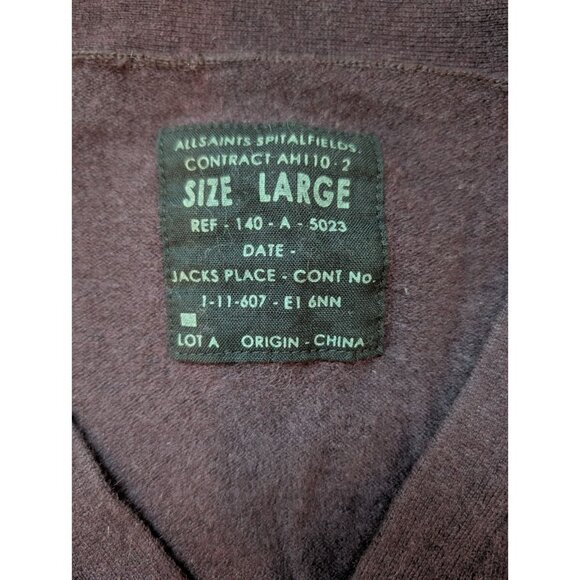 ALLSAINTS SPITALFIELDS.
CONTRACT AH110-2
SIZE LARGE
REF - 140 - A - 5023
DATE -
JACKS PLACE - CONT No.
1-11-607 - E1 6NN
LOT A ORIGIN - CHINA